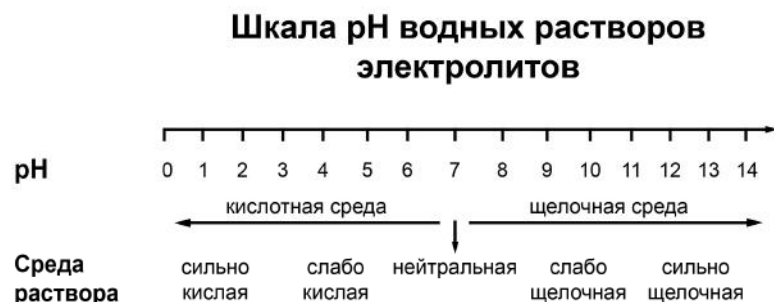 Шкала pH водных растворов
электролитов
pH 0 1 2 3 4 5 6 7 8 9 10 11 12 13 14
кислотная среда щелочная среда
Среда сильно слабо нейтральная слабо сильно
раствора кислая кислая щелочная щелочная